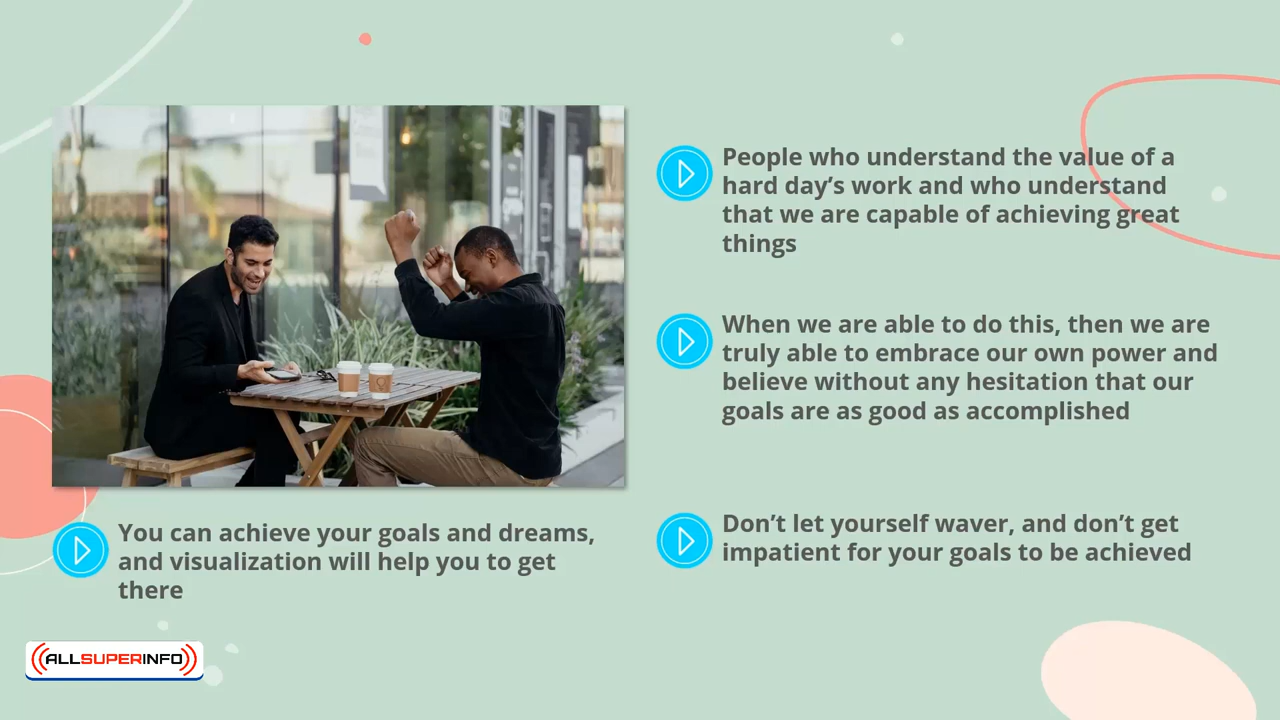 People who understand the value of a
hard day’s work and who understand
that we are capable of achieving great
things
When we are able to do this, then we are
truly able to embrace our own power and
believe without any hesitation that our
goals are as good as accomplished
You can achieve your goals and dreams,
and visualization will help you to get
there
Don’t let yourself waver, and don’t get
impatient for your goals to be achieved
ALLSUPERINFO